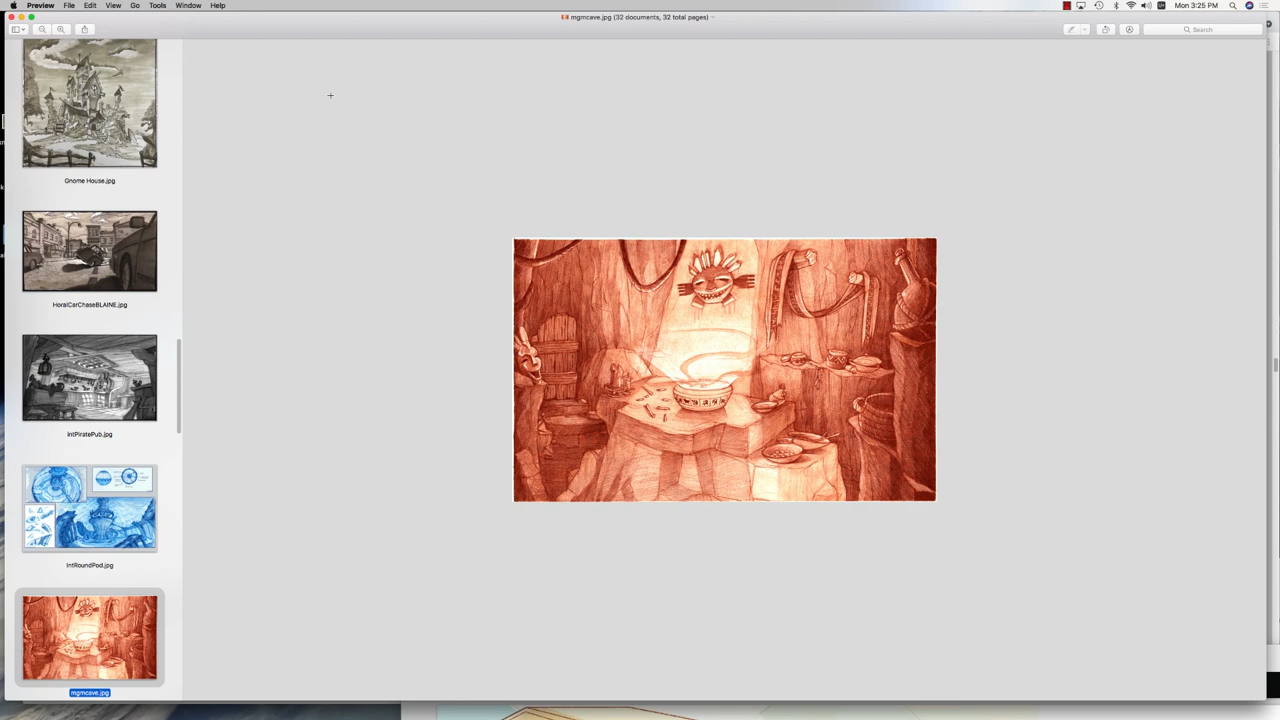 Preview File Edit View Go Tools Window Help
Mon 3:25 PM
mgmcave.jpg (32 documents, 32 total pages)
Search
Gnome House.jpg
HoralCarChaseBLAINE.jpg
intPiratePub.jpg
IntRoundPod.jpg
mgmcave.jpg